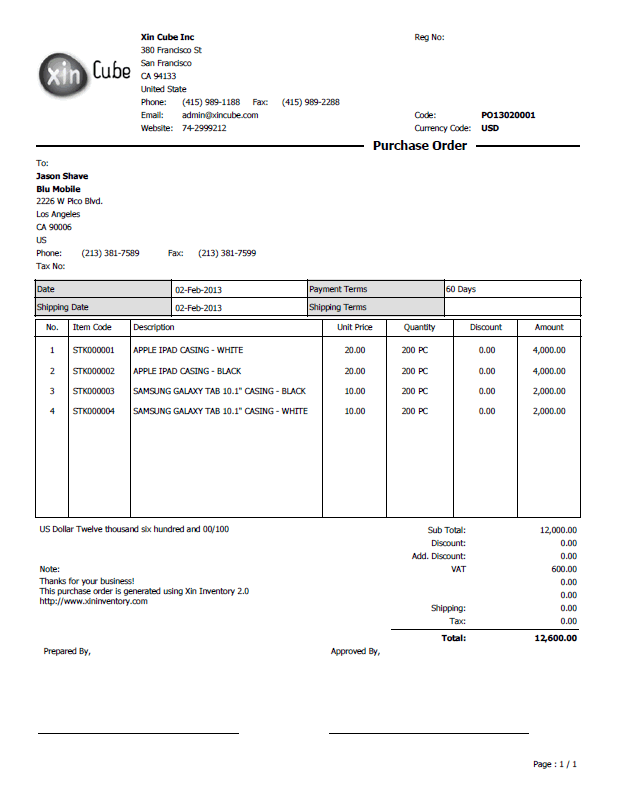 xin Cube
Xin Cube Inc
380 Francisco St
San Francisco
CA 94133
United State
Phone: (415) 989-1188 Fax: (415) 989-2288
Email: admin@xincube.com
Website: 74-2999212
Reg No:
Code: PO13020001
Currency Code: USD
Purchase Order
To:
Jason Shave
Blu Mobile
2226 W Pico Blvd.
Los Angeles
CA 90006
US
Phone: (213) 381-7589 Fax: (213) 381-7599
Tax No:
Date 02-Feb-2013 Payment Terms 60 Days
Shipping Date 02-Feb-2013 Shipping Terms
No. Item Code Description Unit Price Quantity Discount Amount
1 STK000001 APPLE IPAD CASING - WHITE 20.00 200 PC 0.00 4,000.00
2 STK000002 APPLE IPAD CASING - BLACK 20.00 200 PC 0.00 4,000.00
3 STK000003 SAMSUNG GALAXY TAB 10.1" CASING - BLACK 10.00 200 PC 0.00 2,000.00
4 STK000004 SAMSUNG GALAXY TAB 10.1" CASING - WHITE 10.00 200 PC 0.00 2,000.00
US Dollar Twelve thousand six hundred and 00/100
Sub Total: 12,000.00
Discount: 0.00
Add. Discount: 0.00
VAT 600.00
0.00
0.00
Shipping: 0.00
Tax: 0.00
Total: 12,600.00
Note:
Thanks for your business!
This purchase order is generated using Xin Inventory 2.0
http://www.xininventory.com
Prepared By, Approved By,
Page : 1 / 1